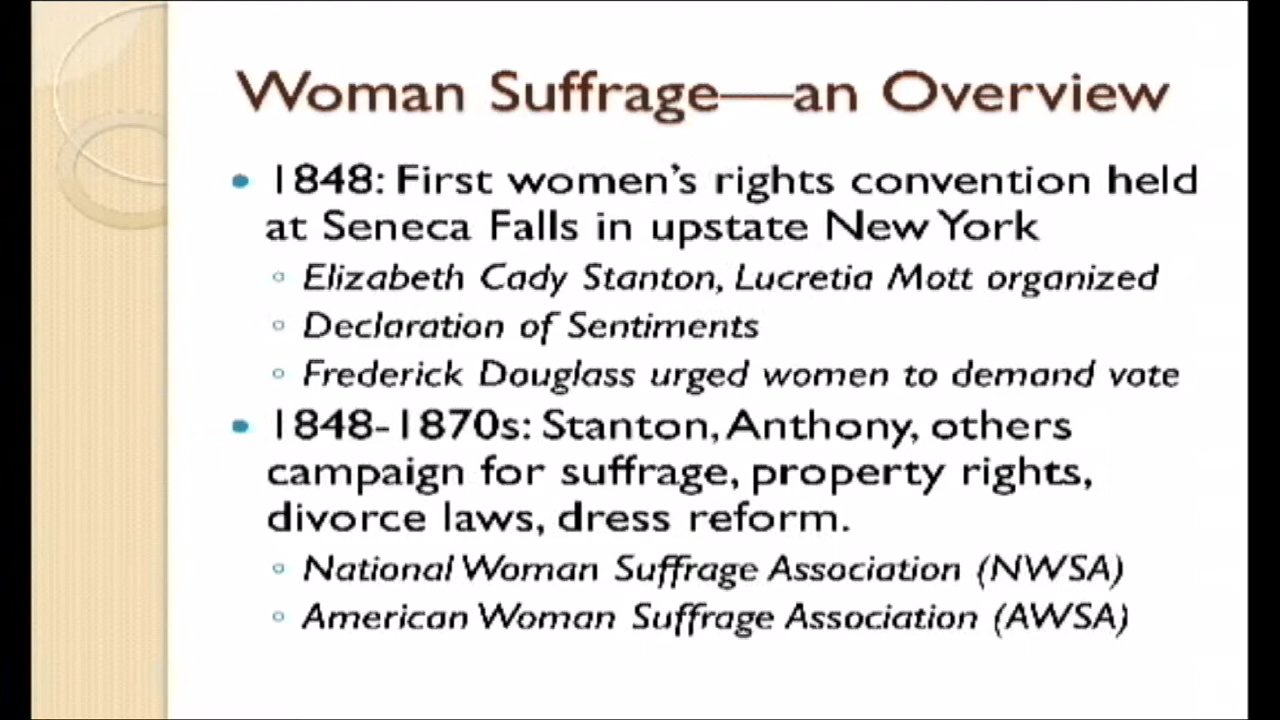 Woman Suffrage—an Overview
• 1848: First women's rights convention held
at Seneca Falls in upstate New York
◦ Elizabeth Cady Stanton, Lucretia Mott organized
◦ Declaration of Sentiments
◦ Frederick Douglass urged women to demand vote
• 1848-1870s: Stanton, Anthony, others
campaign for suffrage, property rights,
divorce laws, dress reform.
◦ National Woman Suffrage Association (NWSA)
◦ American Woman Suffrage Association (AWSA)